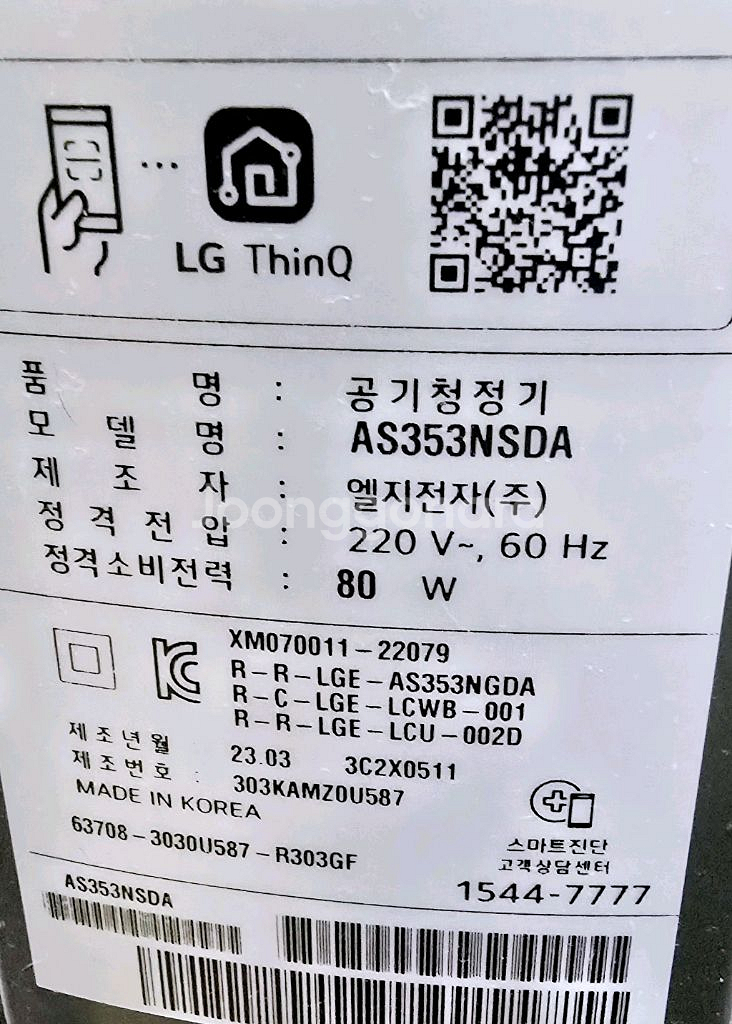 LG ThinQ
품 명 : 공기청정기
모 델 명 : AS353NSDA
제 조 자 : 엘지전자(주)
정 격 전 압 : 220 V~, 60 Hz
정격소비전력 : 80 W
XM070011-22079
R-R-LGE-AS353NGDA
R-C-LGE-LCWB-001
R-R-LGE-LCU-002D
제조년월 23.03 3C2X0511
제조번호 : 303KAMZ0U587
MADE IN KOREA
63708-3030U587-R303GF
스마트진단
고객상담센터
1544-7777
AS353NSDA
Joongonara